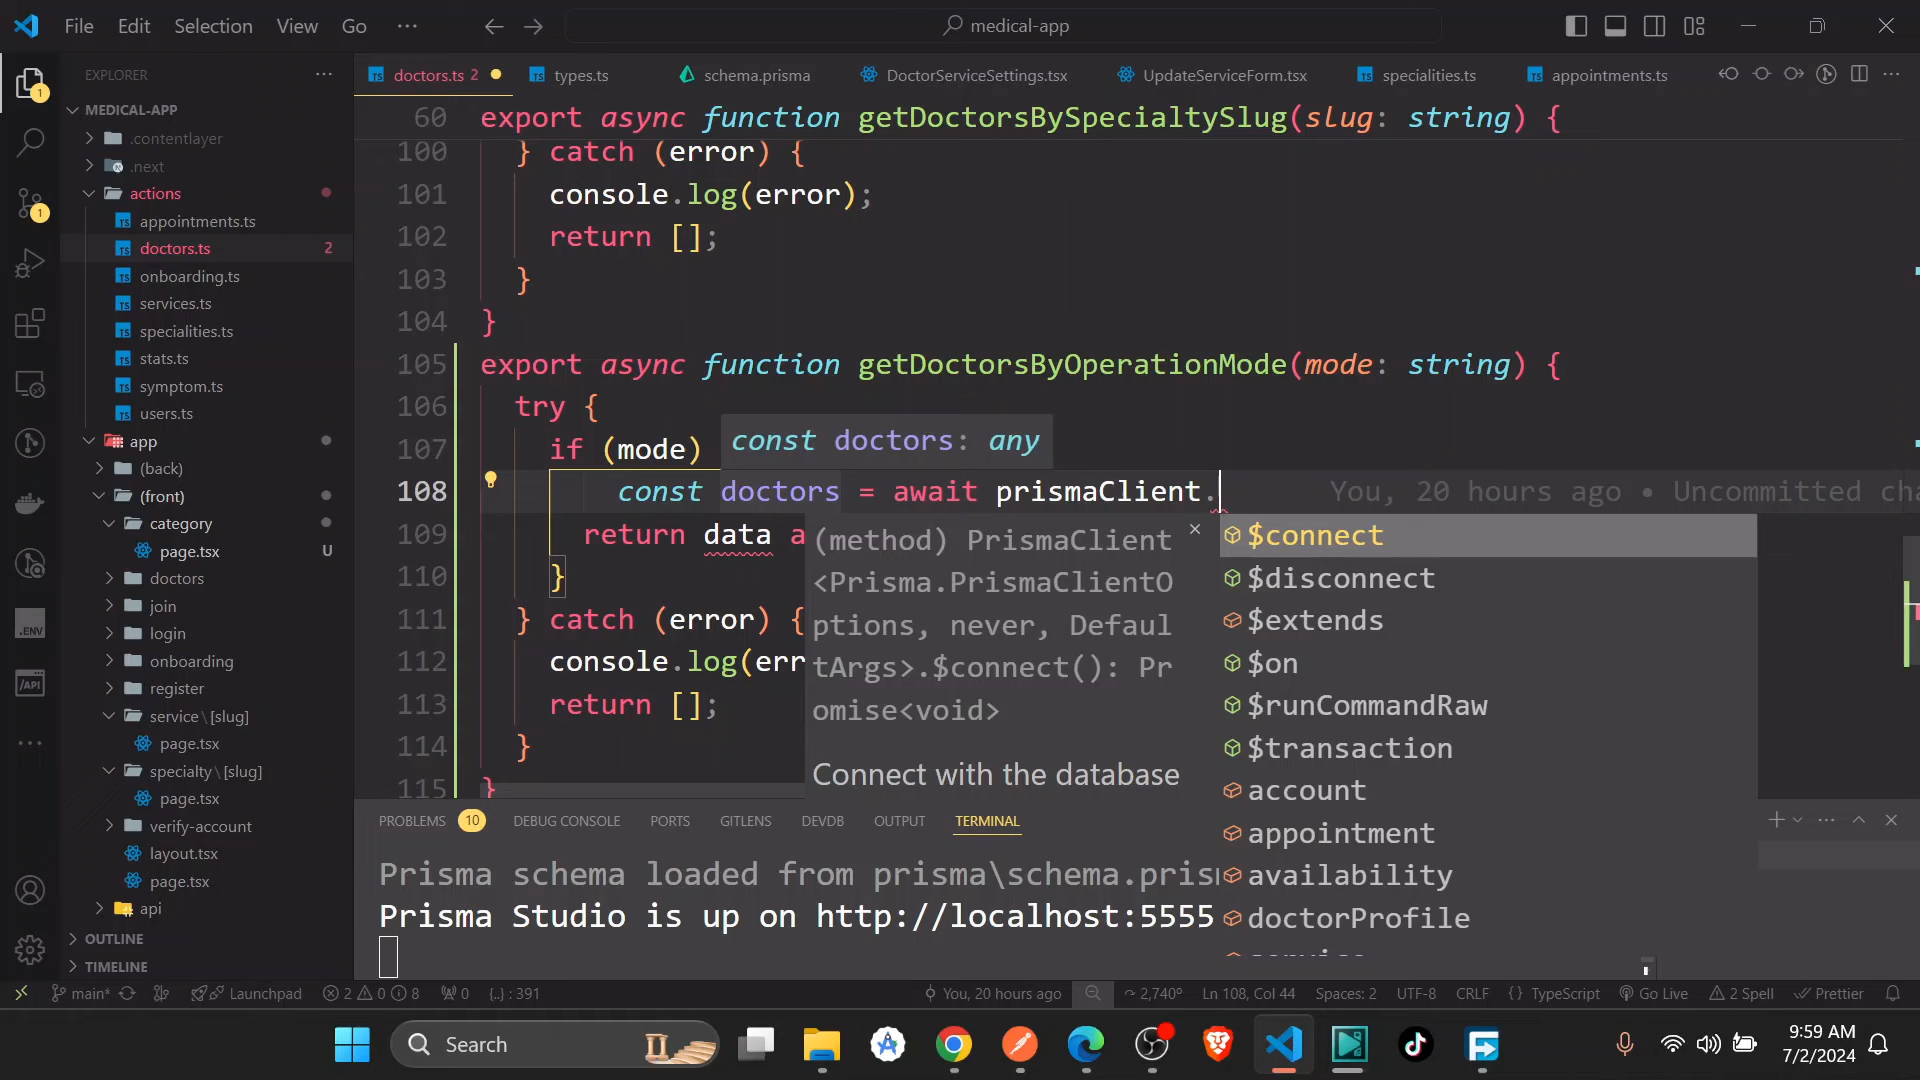 File Edit Selection View Go ··· medical-app
EXPLORER
MEDICAL-APP
.contentlayer
.next
actions
appointments.ts
doctors.ts 2
onboarding.ts
services.ts
specialities.ts
stats.ts
symptom.ts
users.ts
app
(back)
(front)
category
page.tsx U
doctors
join
login
onboarding
register
service\[slug]
page.tsx
specialty\[slug]
page.tsx
verify-account
layout.tsx
page.tsx
api
OUTLINE
TIMELINE
doctors.ts 2 types.ts schema.prisma DoctorServiceSettings.tsx UpdateServiceForm.tsx specialities.ts appointments.ts
60 export async function getDoctorsBySpecialtySlug(slug: string) {
100 } catch (error) {
101 console.log(error);
102 return [];
103 }
104 }
105 export async function getDoctorsByOperationMode(mode: string) {
106 try {
107 if (mode)
const doctors: any
108 const doctors = await prismaClient. You, 20 hours ago • Uncommitted cha
109 return data a
110 }
111 } catch (error) {
112 console.log(err
113 return [];
114 }
115 }
(method) PrismaClient
<Prisma.PrismaClientO
ptions, never, Defaul
tArgs>.$connect(): Pr
omise<void>
Connect with the database
$connect
$disconnect
$extends
$on
$runCommandRaw
$transaction
account
appointment
availability
doctorProfile
PROBLEMS 10 DEBUG CONSOLE PORTS GITLENS DEVDB OUTPUT TERMINAL
Prisma schema loaded from prisma\schema.pris
Prisma Studio is up on http://localhost:5555
main* Launchpad 2 0 8 0 {..} : 391 You, 20 hours ago 2,740° Ln 108, Col 44 Spaces: 2 UTF-8 CRLF {} TypeScript Go Live 2 Spell Prettier
Search
9:59 AM
7/2/2024
1
1
.ENV
/API